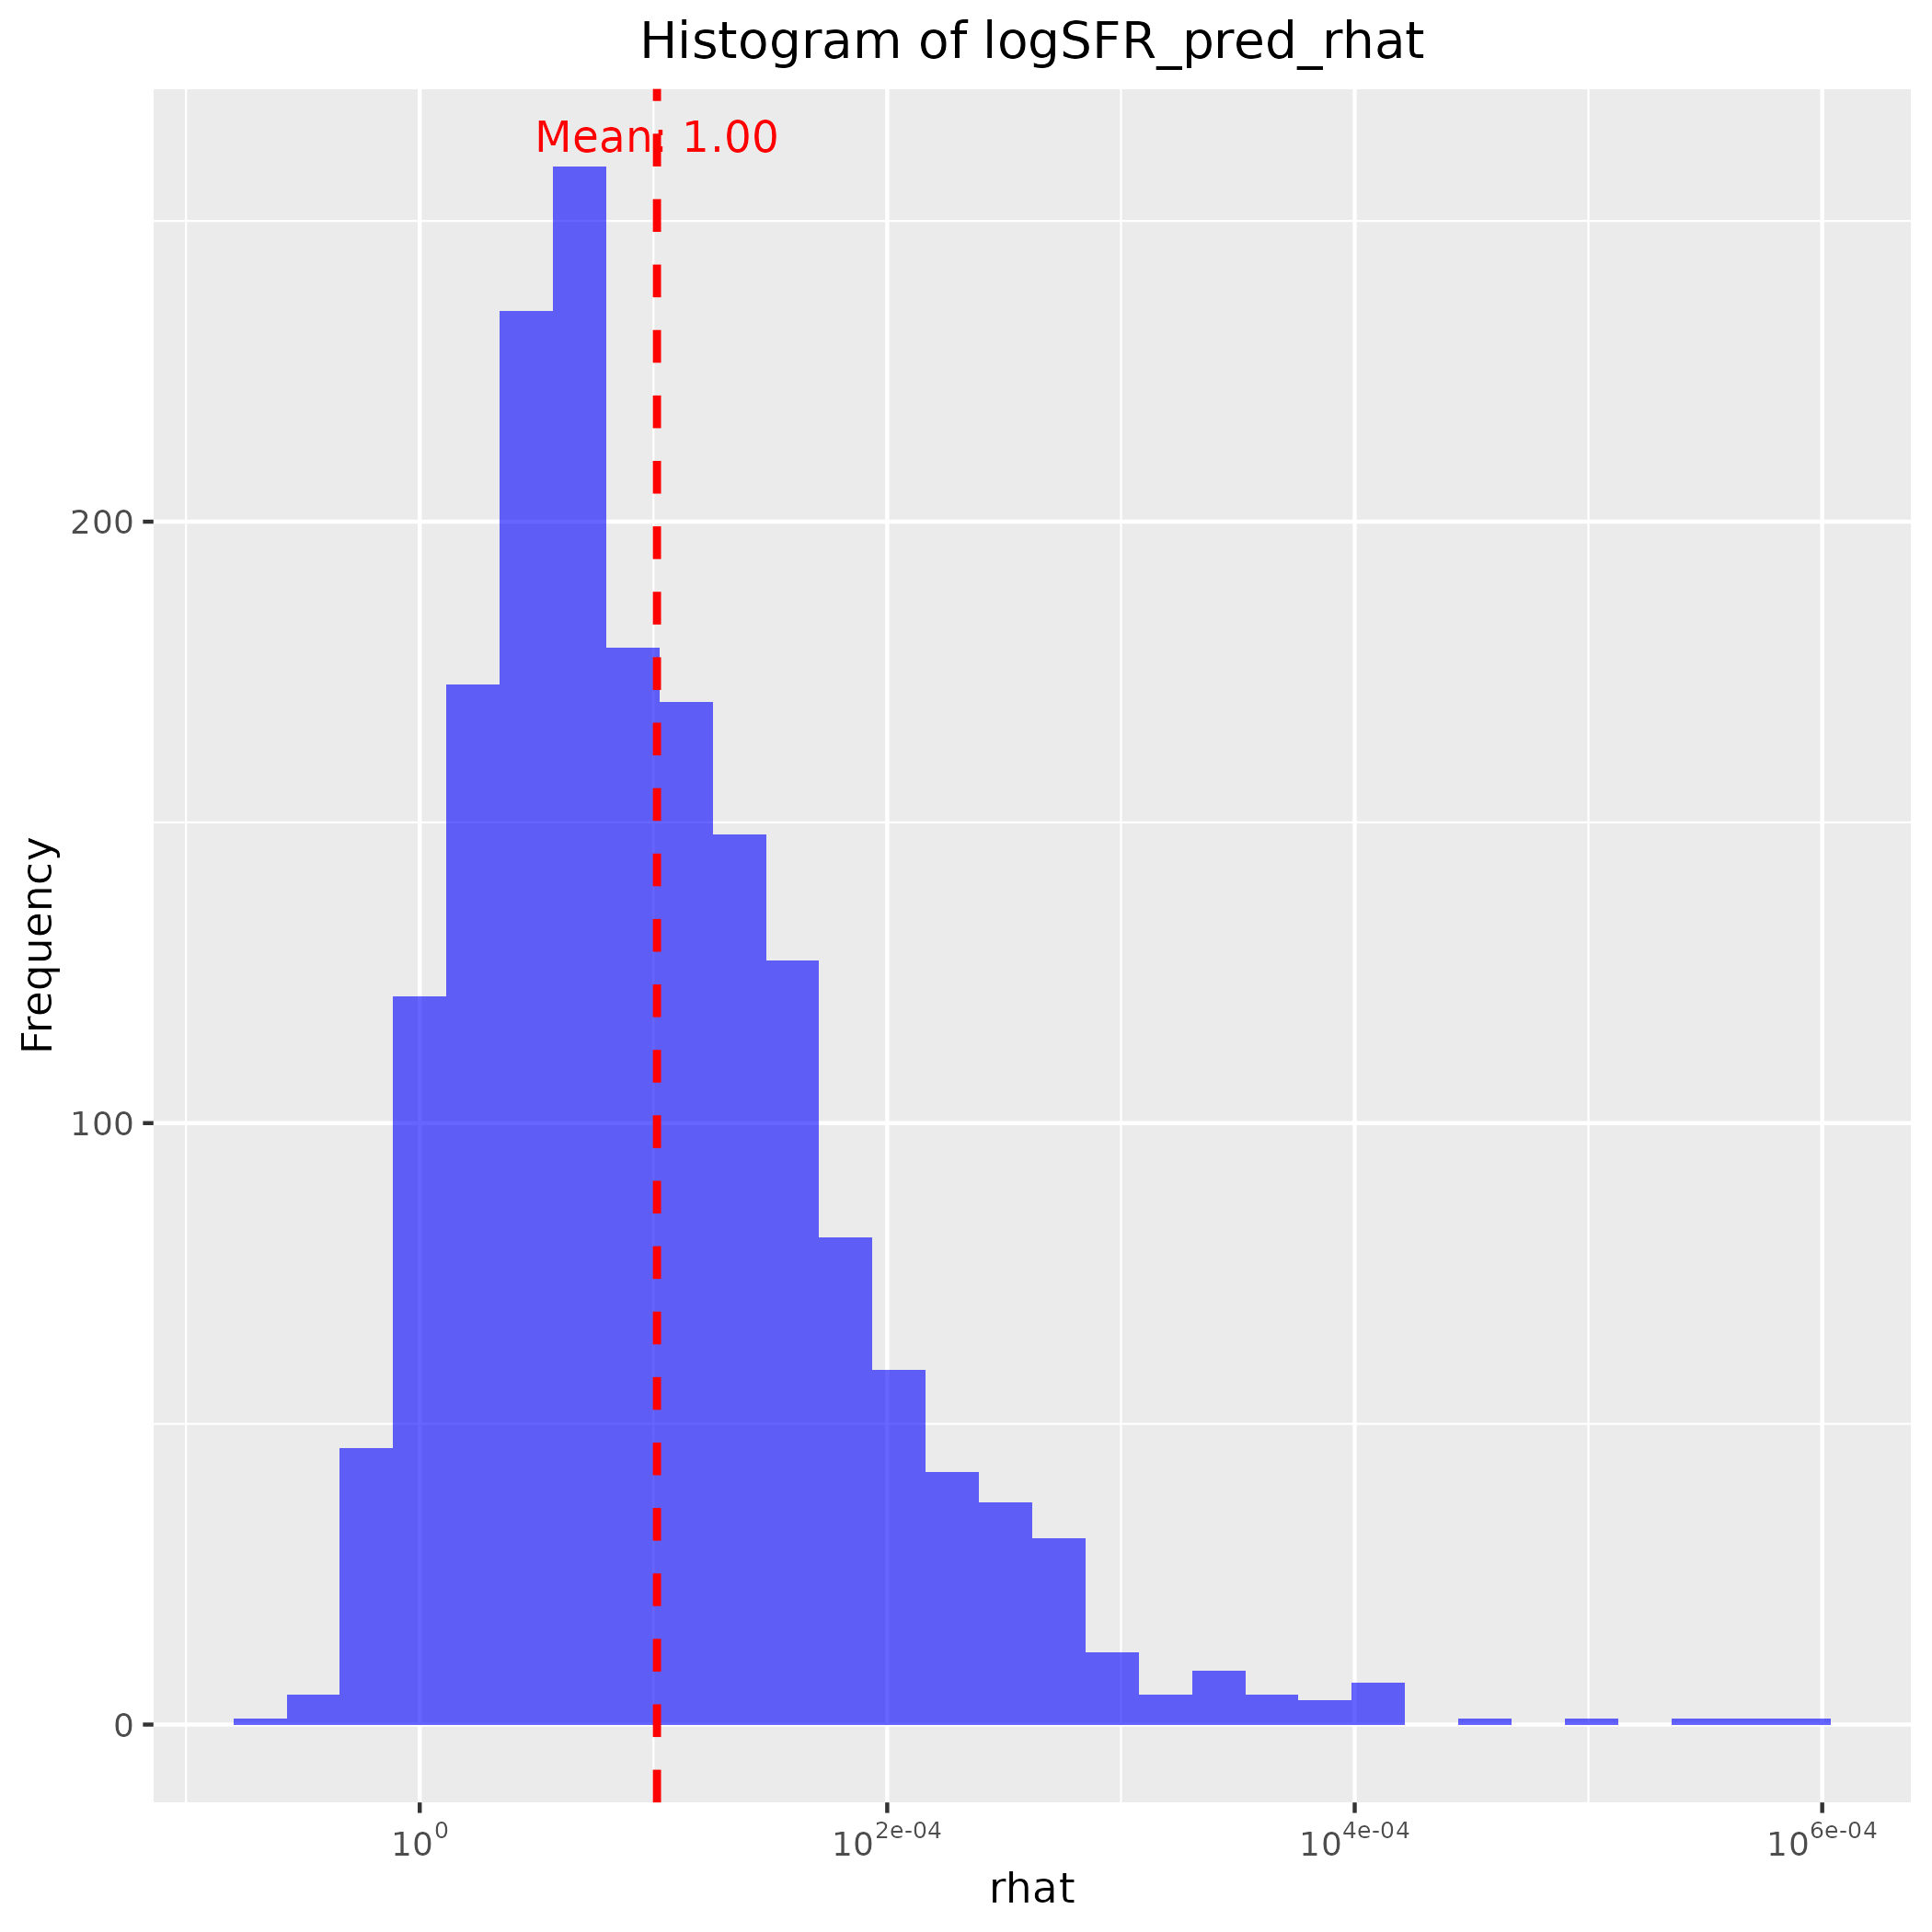 Histogram of logSFR_pred_rhat
Mean: 1.00
Frequency
200
100
0
10^0 10^2e-04 10^4e-04 10^6e-04
rhat